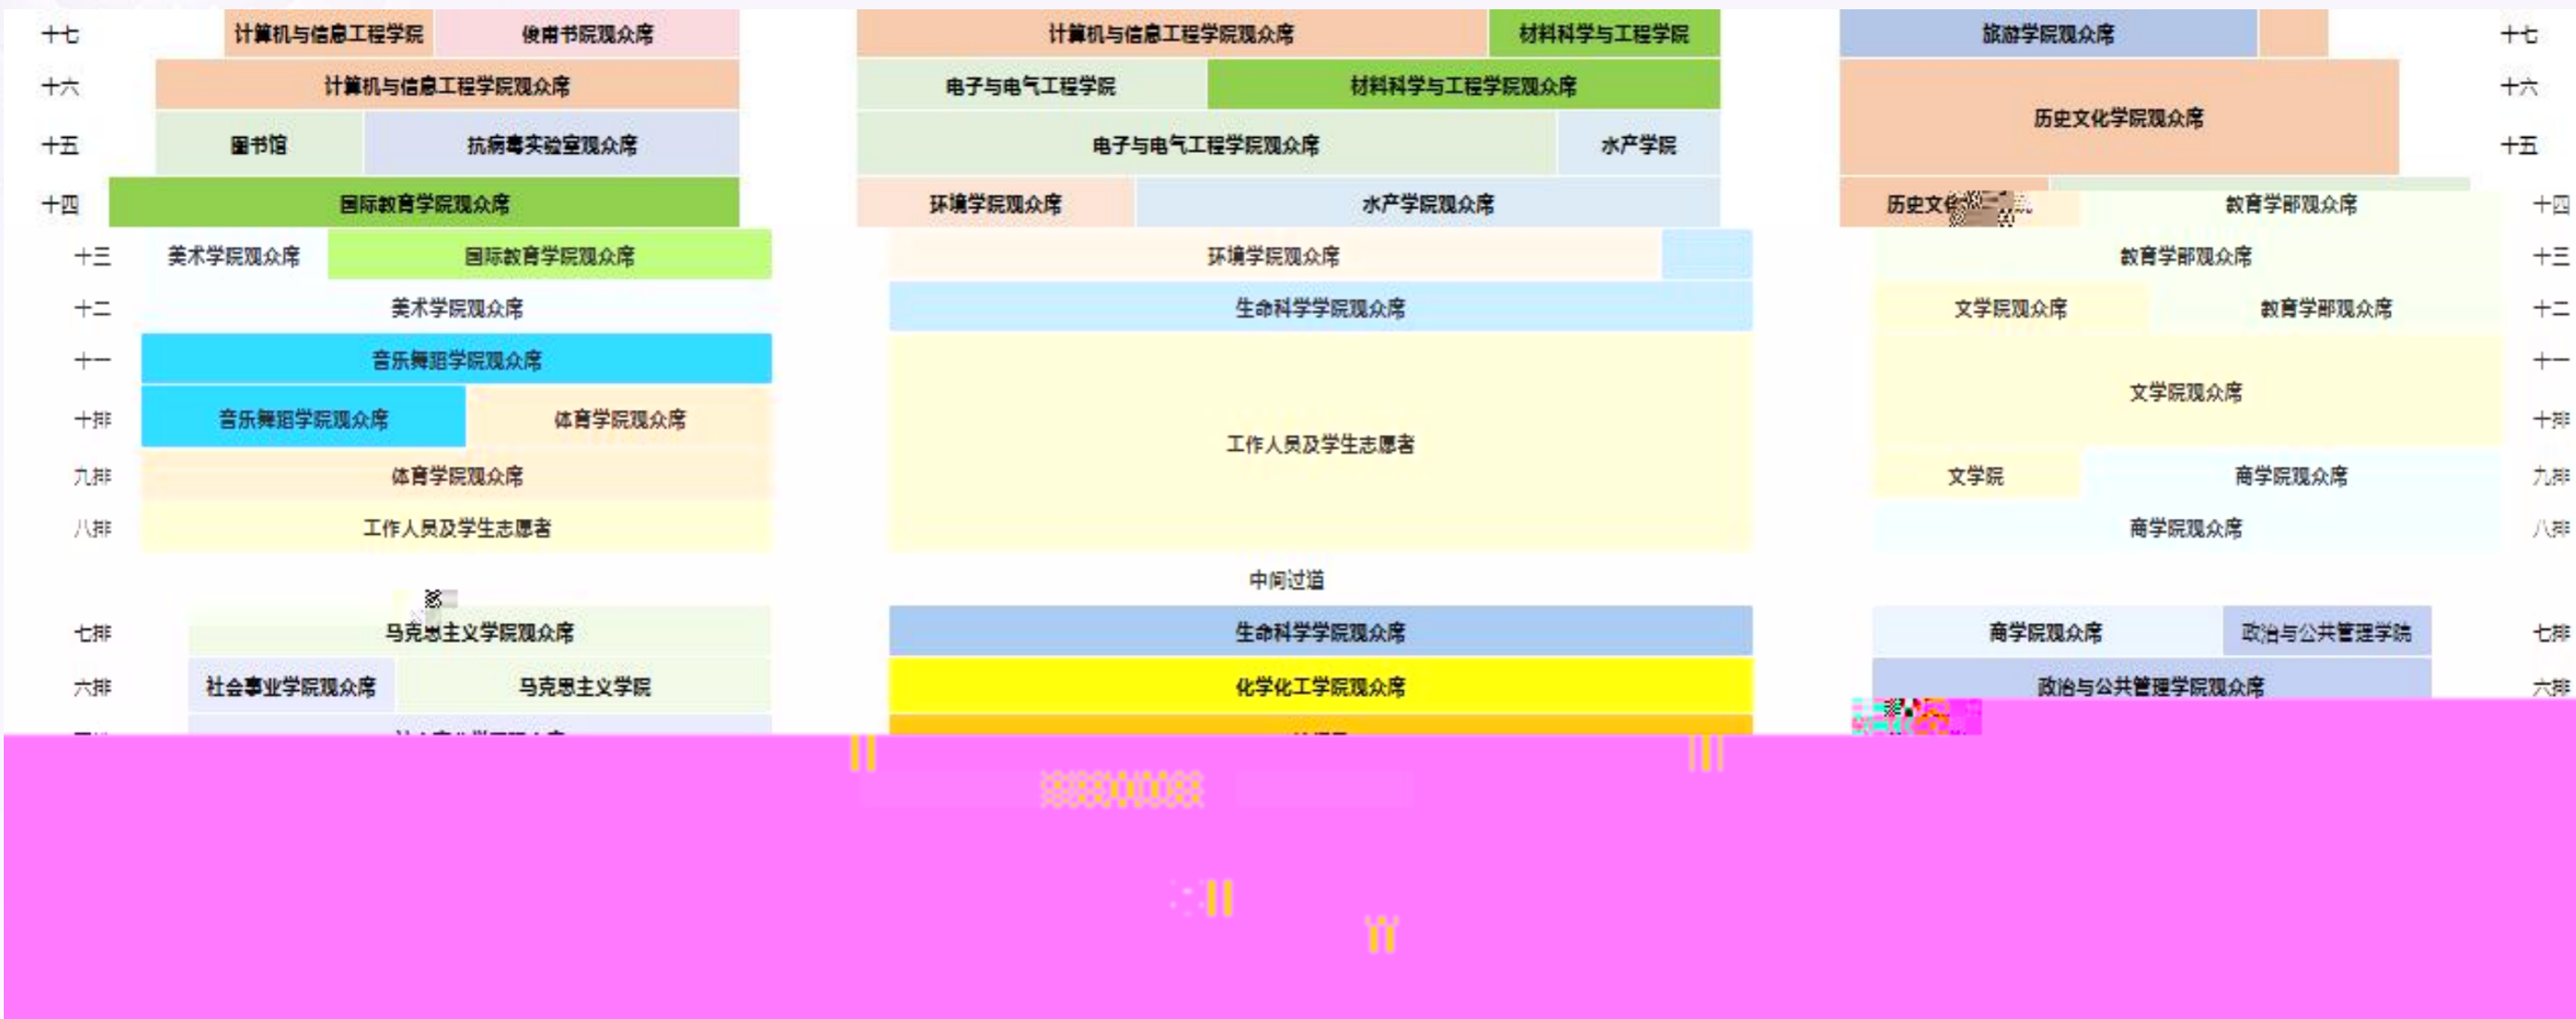 十七 计算机与信息工程学院 俊甫书院观众席 计算机与信息工程学院观众席 材料科学与工程学院 旅游学院观众席 十七
十六 计算机与信息工程学院观众席 电子与电气工程学院 材料科学与工程学院观众席 十六
历史文化学院观众席
十五 图书馆 抗病毒实验室观众席 电子与电气工程学院观众席 水产学院 十五
十四 国际教育学院观众席 环境学院观众席 水产学院观众席 历史文 教育学部观众席 十四
十三 美术学院观众席 国际教育学院观众席 环境学院观众席 教育学部观众席 十三
十二 美术学院观众席 生命科学学院观众席 文学院观众席 教育学部观众席 十二
十一 音乐舞蹈学院观众席 十一
文学院观众席
十排 音乐舞蹈学院观众席 体育学院观众席 十排
工作人员及学生志愿者
九排 体育学院观众席 文学院 商学院观众席 九排
八排 工作人员及学生志愿者 商学院观众席 八排
中间过道
七排 马克思主义学院观众席 生命科学学院观众席 商学院观众席 政治与公共管理学院 七排
六排 社会事业学院观众席 马克思主义学院 化学化工学院观众席 政治与公共管理学院观众席 六排